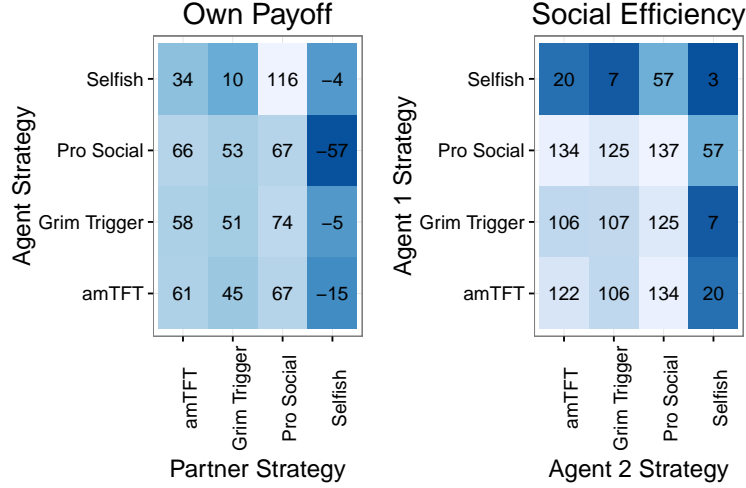 Own Payoff
Agent Strategy
Selfish 34 10 116 −4
Pro Social 66 53 67 −57
Grim Trigger 58 51 74 −5
amTFT 61 45 67 −15
amTFT
Grim Trigger
Pro Social
Selfish
Partner Strategy
Social Efficiency
Agent 1 Strategy
Selfish 20 7 57 3
Pro Social 134 125 137 57
Grim Trigger 106 107 125 7
amTFT 122 106 134 20
amTFT
Grim Trigger
Pro Social
Selfish
Agent 2 Strategy